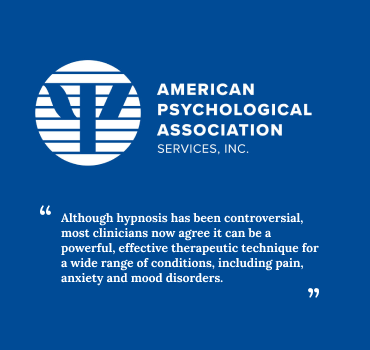 AMERICAN
PSYCHOLOGICAL
ASSOCIATION
SERVICES, INC.
“ Although hypnosis has been controversial,
most clinicians now agree it can be a
powerful, effective therapeutic technique for
a wide range of conditions, including pain,
anxiety and mood disorders.
”